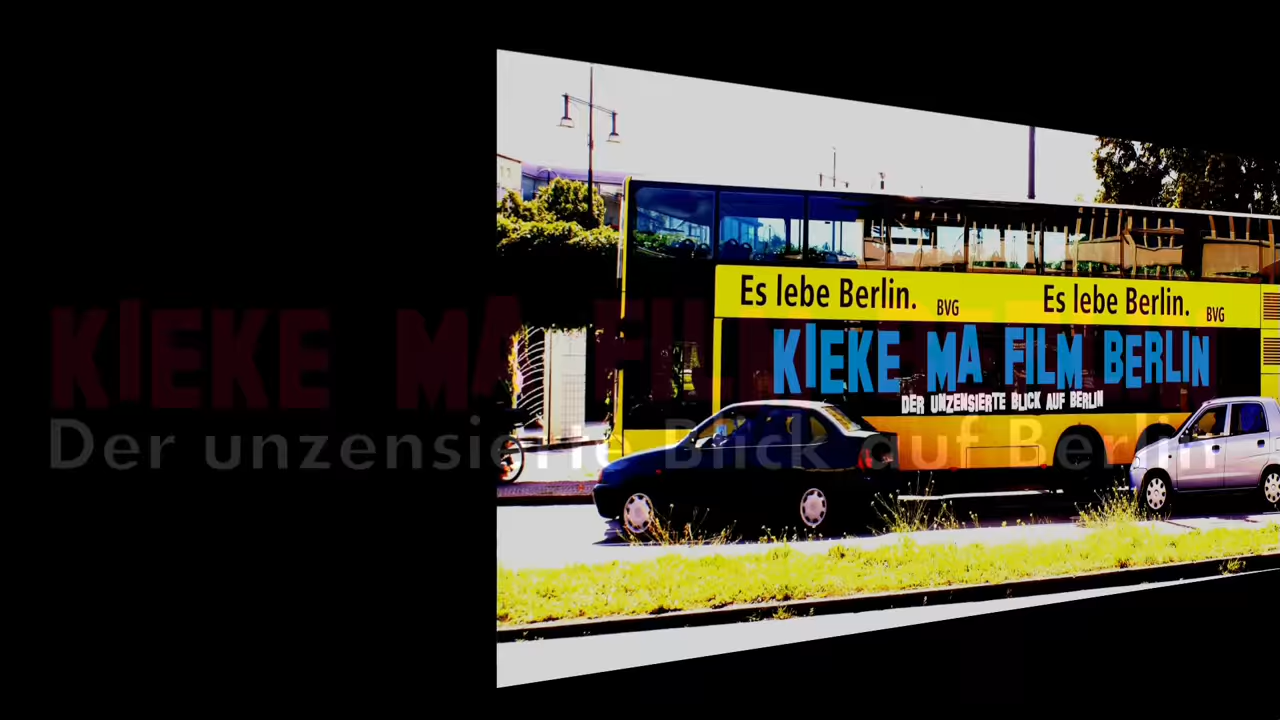 Es lebe Berlin. BVG Es lebe Berlin. BVG
KIEKE MA FILM BERLIN
DER UNZENSIERTE BLICK AUF BERLIN
KIEKE MA FILM
Der unzensierte Blick auf Berlin